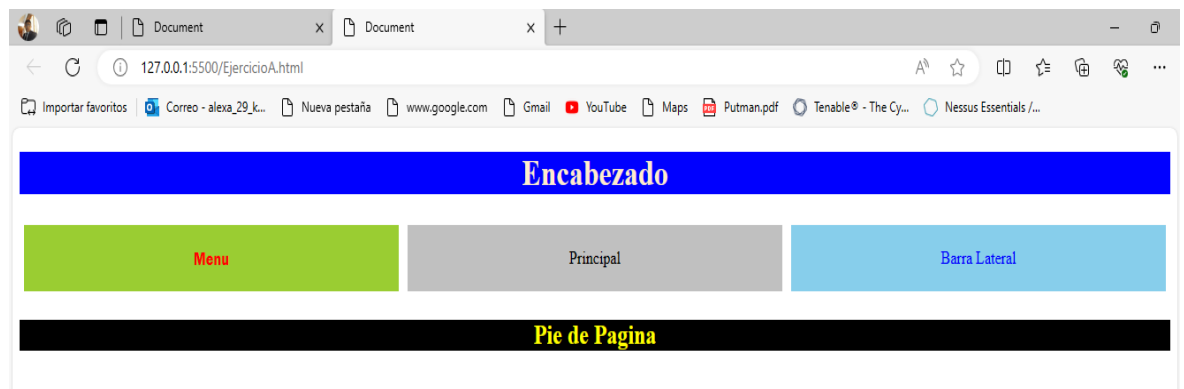 Document
Document
127.0.0.1:5500/EjercicioA.html
Importar favoritos Correo - alexa_29_k... Nueva pestaña www.google.com Gmail YouTube Maps Putman.pdf Tenable® - The Cy... Nessus Essentials /...
Encabezado
Menu Principal Barra Lateral
Pie de Pagina